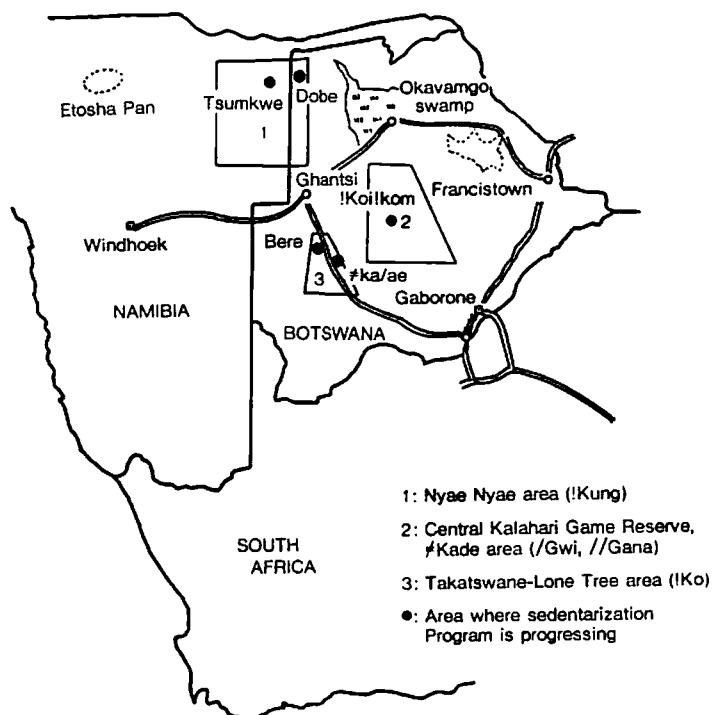 Etosha Pan
Tsumkwe
Dobe
1
Okavamgo
swamp
Ghantsi
!Koi!kom
2
Francistown
Windhoek
Bere
≠ka/ae
3
Gaborone
NAMIBIA
BOTSWANA
SOUTH
AFRICA
1: Nyae Nyae area (!Kung)
2: Central Kalahari Game Reserve,
≠Kade area (/Gwi, //Gana)
3: Takatswane-Lone Tree area (!Ko)
●: Area where sedentarization
Program is progressing